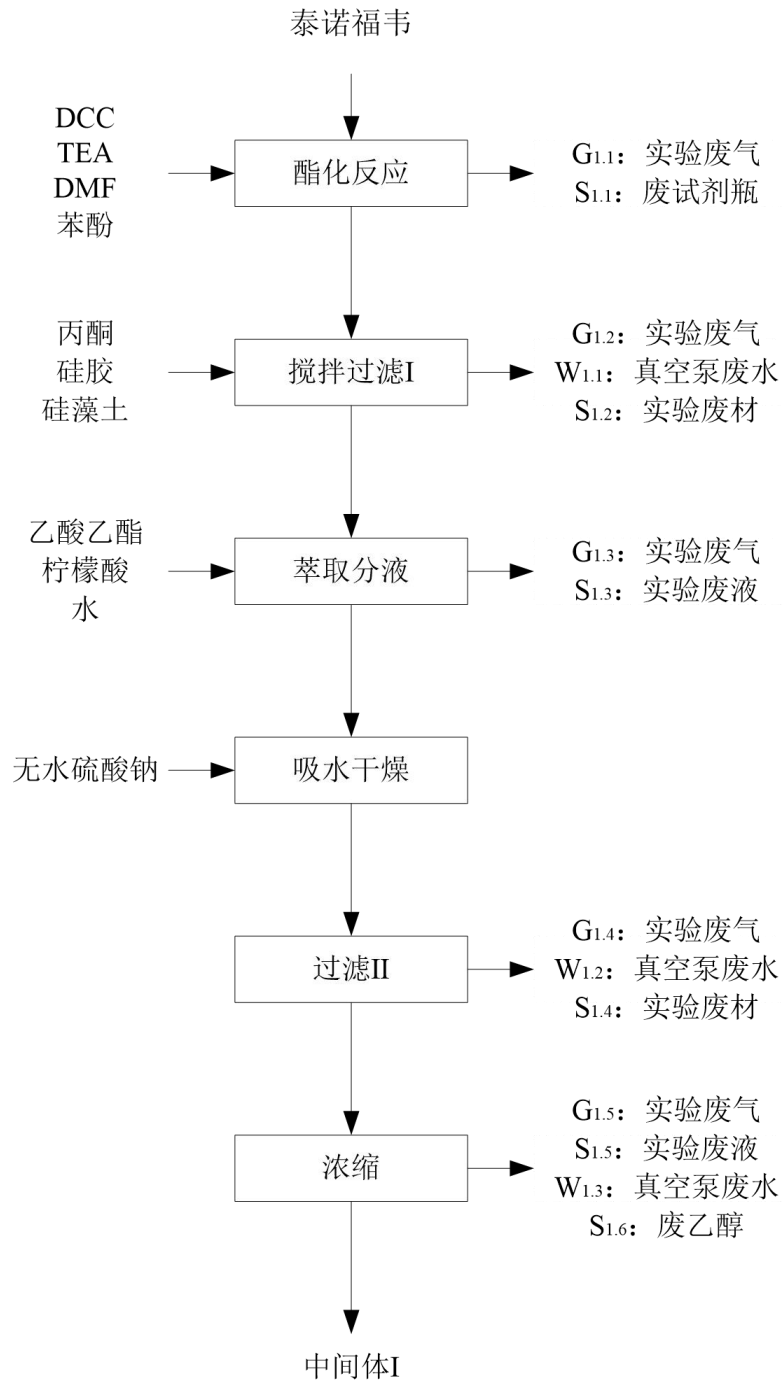 泰诺福韦
DCC
TEA
DMF
苯酚
酯化反应
G1.1：实验废气
S1.1：废试剂瓶
丙酮
硅胶
硅藻土
搅拌过滤I
G1.2：实验废气
W1.1：真空泵废水
S1.2：实验废材
乙酸乙酯
柠檬酸
水
萃取分液
G1.3：实验废气
S1.3：实验废液
无水硫酸钠
吸水干燥
过滤II
G1.4：实验废气
W1.2：真空泵废水
S1.4：实验废材
浓缩
G1.5：实验废气
S1.5：实验废液
W1.3：真空泵废水
S1.6：废乙醇
中间体I